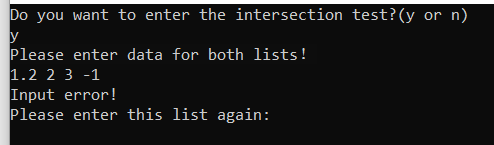 Do you want to enter the intersection test?(y or n)
y
Please enter data for both lists!
1.2 2 3 -1
Input error!
Please enter this list again: